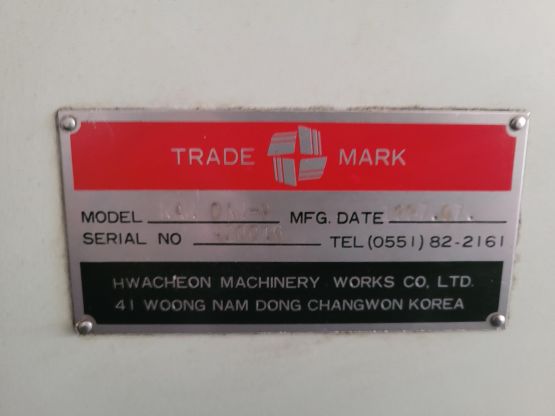 TRADE MARK
MODEL MFG. DATE
SERIAL NO TEL (0551) 82-2161
HWACHEON MACHINERY WORKS CO, LTD.
41 WOONG NAM DONG CHANGWON KOREA